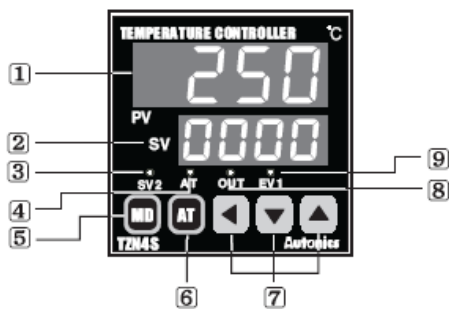 TEMPERATURE CONTROLLER °C
1
250
PV
2 SV 0000
3 9
SV2 AT OUT EV1
8
4
5 MD AT
TZN4S Autonics
6 7